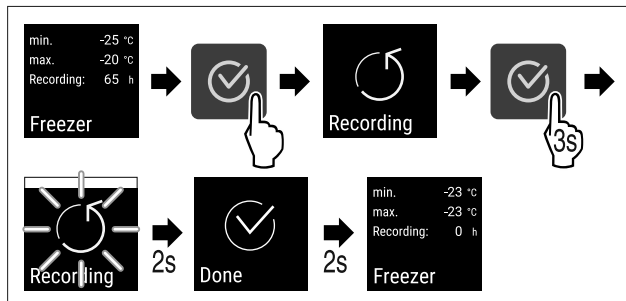 min. -25 °C
max. -20 °C
Recording: 65 h
Freezer
Recording
3s
Recording
2s
Done
2s
min. -23 °C
max. -23 °C
Recording: 0 h
Freezer